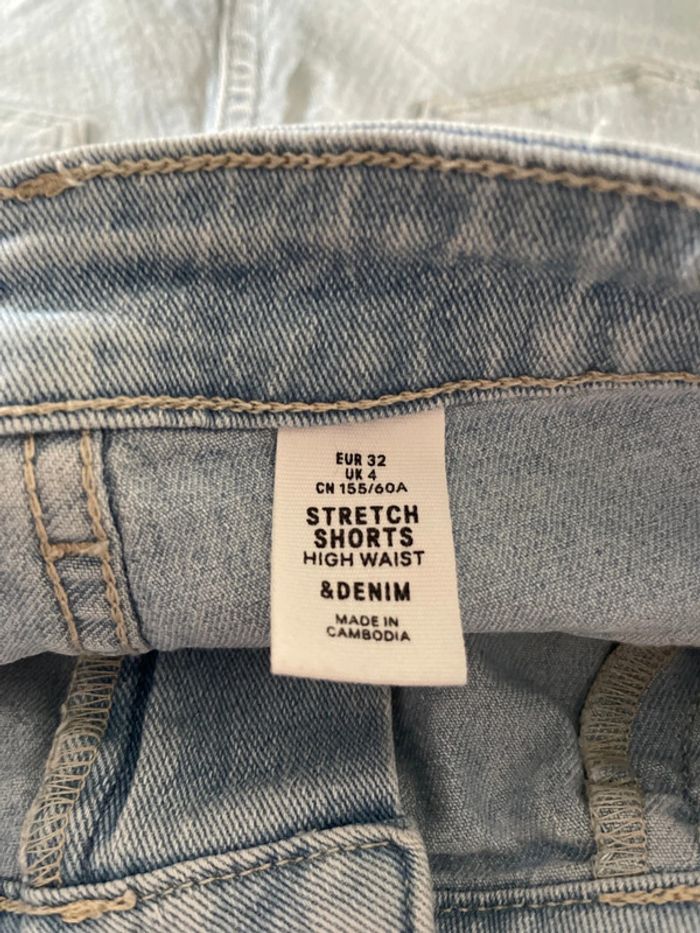 EUR 32
UK 4
CN 155/60A
STRETCH
SHORTS
HIGH WAIST
&DENIM
MADE IN
CAMBODIA